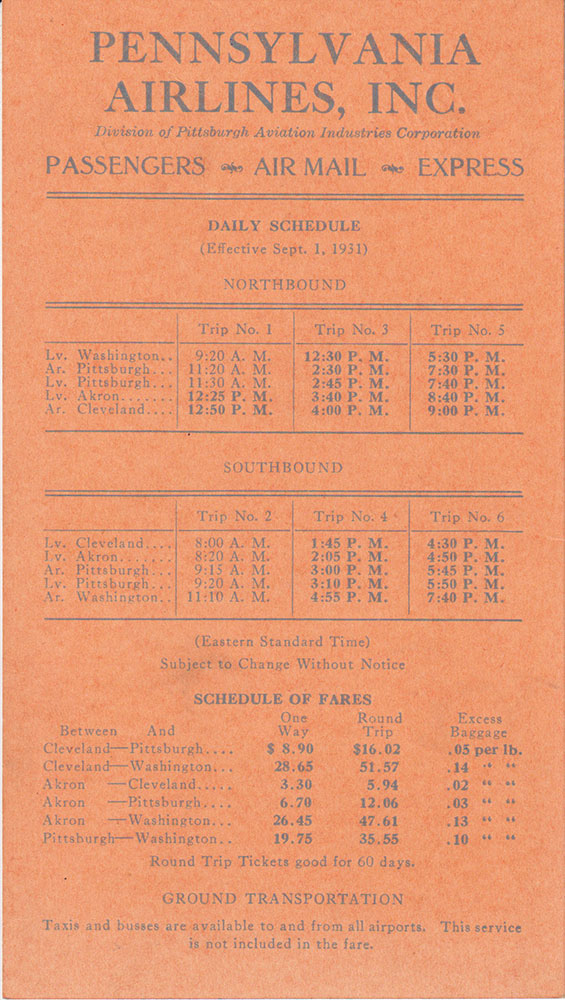 PENNSYLVANIA
AIRLINES, INC.
Division of Pittsburgh Aviation Industries Corporation
PASSENGERS AIR MAIL EXPRESS
DAILY SCHEDULE
(Effective Sept. 1, 1931)
NORTHBOUND
Trip No. 1 Trip No. 3 Trip No. 5
Lv. Washington.. 9:20 A. M. 12:30 P. M. 5:30 P. M.
Ar. Pittsburgh... 11:20 A. M. 2:30 P. M. 7:30 P. M.
Lv. Pittsburgh... 11:30 A. M. 2:45 P. M. 7:40 P. M.
Lv. Akron....... 12:25 P. M. 3:40 P. M. 8:40 P. M.
Ar. Cleveland.... 12:50 P. M. 4:00 P. M. 9:00 P. M.
SOUTHBOUND
Trip No. 2 Trip No. 4 Trip No. 6
Lv. Cleveland.... 8:00 A. M. 1:45 P. M. 4:30 P. M.
Lv. Akron....... 8:20 A. M. 2:05 P. M. 4:50 P. M.
Ar. Pittsburgh... 9:15 A. M. 3:00 P. M. 5:45 P. M.
Lv. Pittsburgh... 9:20 A. M. 3:10 P. M. 5:50 P. M.
Ar. Washington.. 11:10 A. M. 4:55 P. M. 7:40 P. M.
(Eastern Standard Time)
Subject to Change Without Notice
SCHEDULE OF FARES
One Round Excess
Between And Way Trip Baggage
Cleveland—Pittsburgh.... $ 8.90 $16.02 .05 per lb.
Cleveland—Washington... 28.65 51.57 .14 " "
Akron —Cleveland..... 3.30 5.94 .02 " "
Akron —Pittsburgh.... 6.70 12.06 .03 " "
Akron —Washington... 26.45 47.61 .13 " "
Pittsburgh—Washington.. 19.75 35.55 .10 " "
Round Trip Tickets good for 60 days.
GROUND TRANSPORTATION
Taxis and busses are available to and from all airports. This service
is not included in the fare.